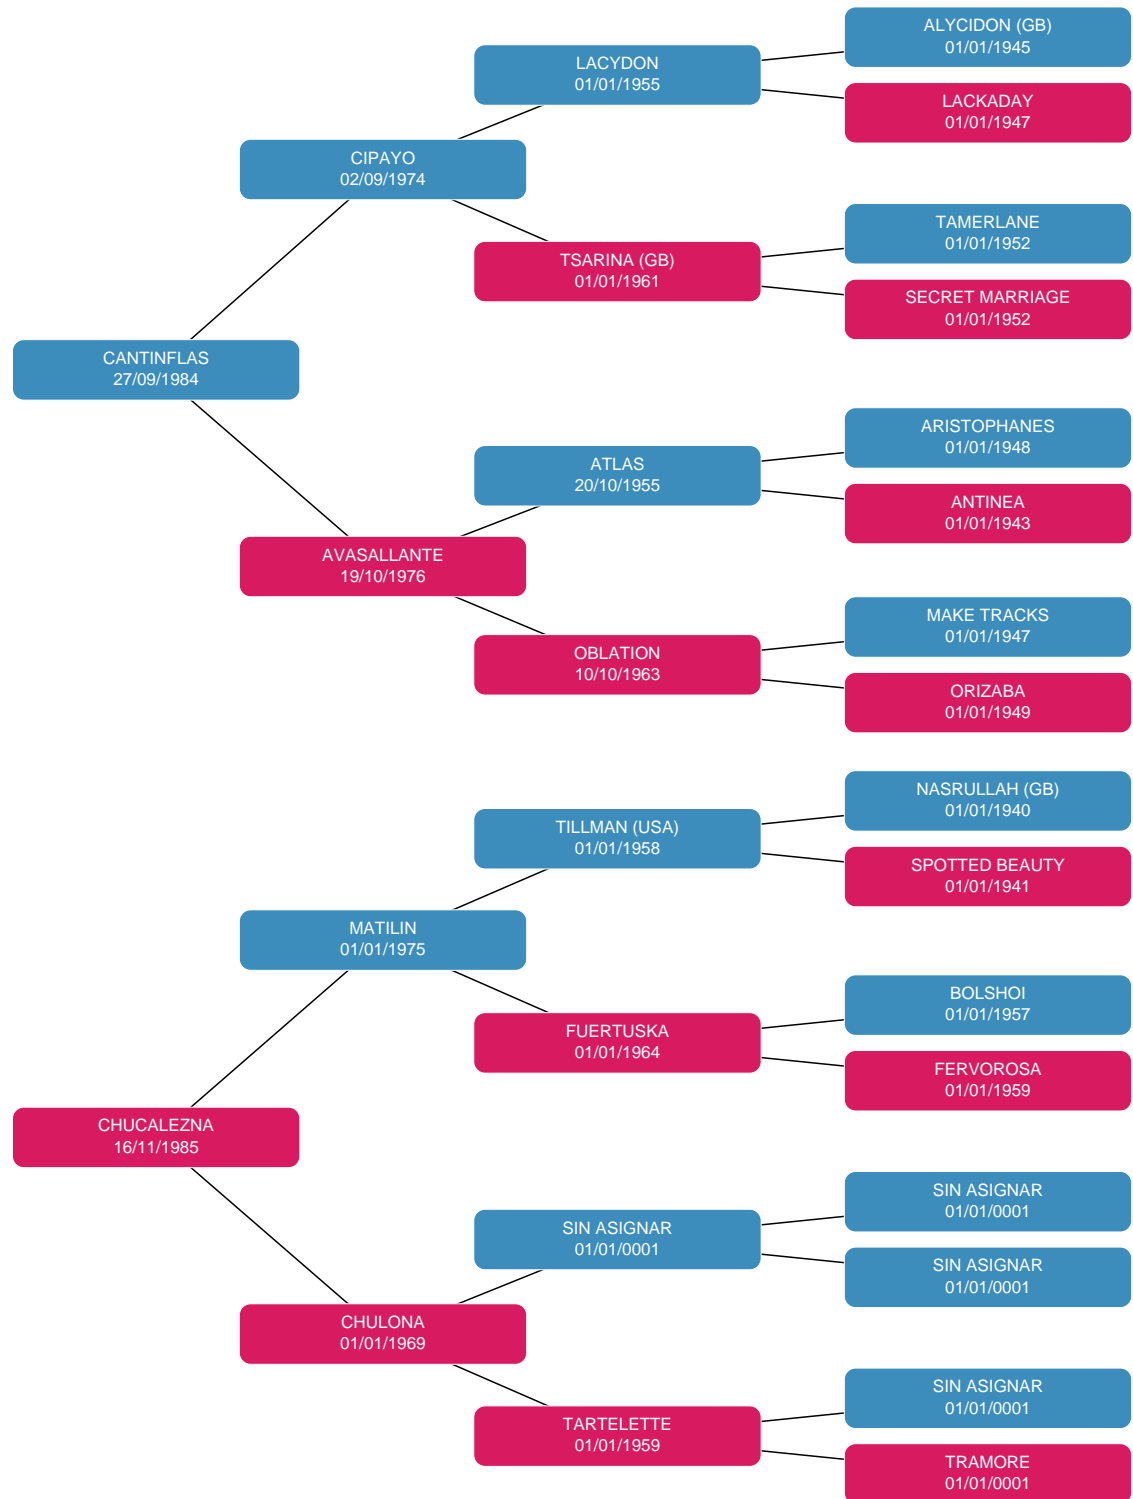 ALYCIDON (GB)
01/01/1945
LACYDON
01/01/1955
LACKADAY
01/01/1947
CIPAYO
02/09/1974
TAMERLANE
01/01/1952
TSARINA (GB)
01/01/1961
SECRET MARRIAGE
01/01/1952
CANTINFLAS
27/09/1984
ARISTOPHANES
01/01/1948
ATLAS
20/10/1955
ANTINEA
01/01/1943
AVASALLANTE
19/10/1976
MAKE TRACKS
01/01/1947
OBLATION
10/10/1963
ORIZABA
01/01/1949
NASRULLAH (GB)
01/01/1940
TILLMAN (USA)
01/01/1958
SPOTTED BEAUTY
01/01/1941
MATILIN
01/01/1975
BOLSHOI
01/01/1957
FUERTUSKA
01/01/1964
FERVOROSA
01/01/1959
CHUCALEZNA
16/11/1985
SIN ASIGNAR
01/01/0001
SIN ASIGNAR
01/01/0001
SIN ASIGNAR
01/01/0001
CHULONA
01/01/1969
SIN ASIGNAR
01/01/0001
TARTELETTE
01/01/1959
TRAMORE
01/01/0001